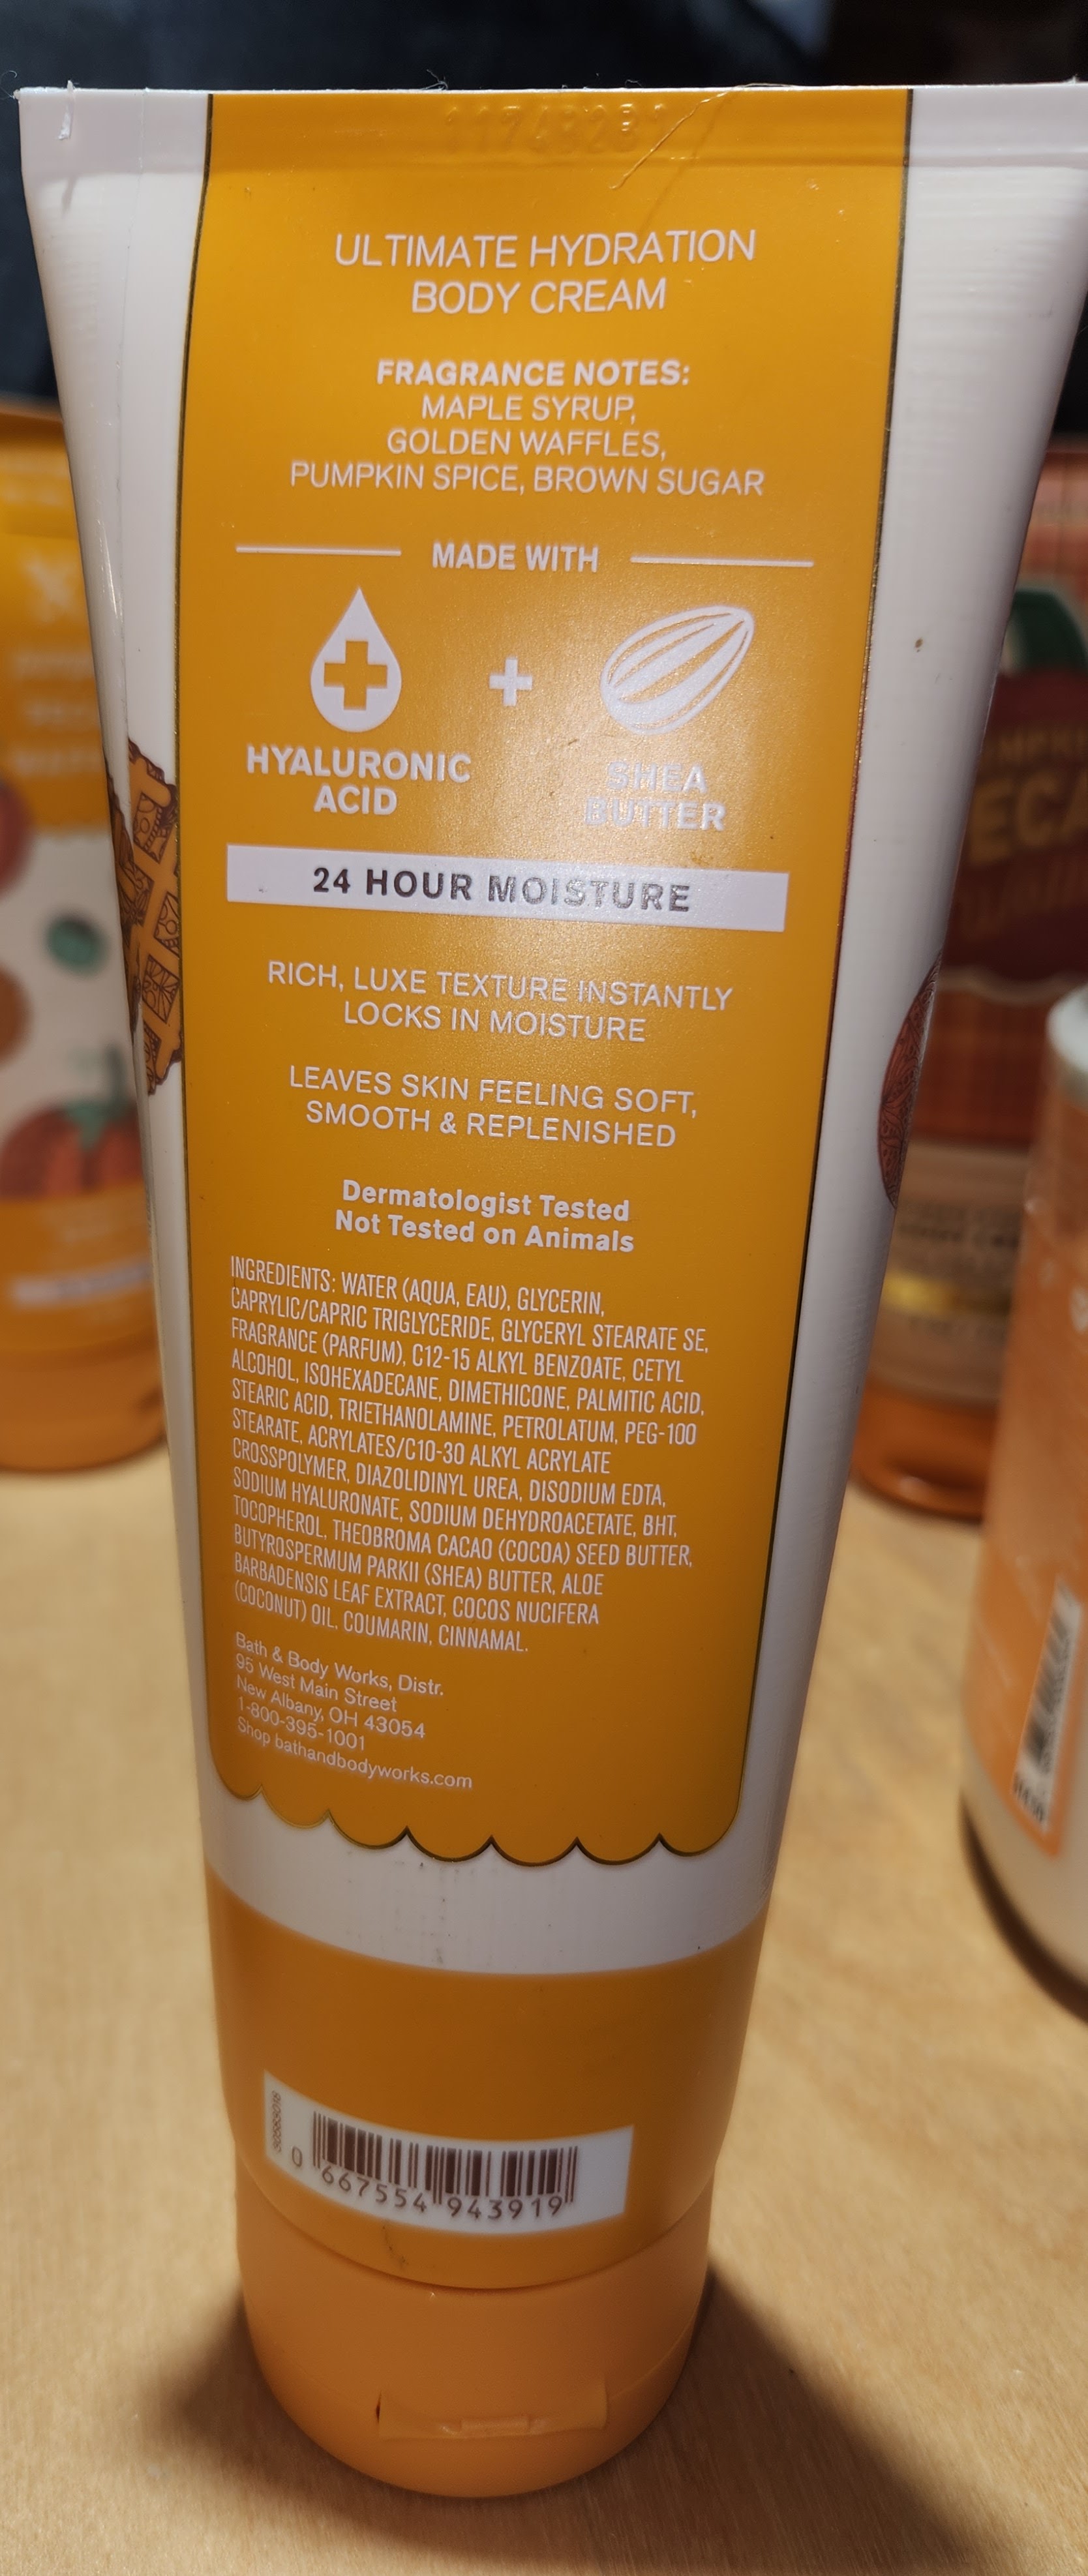 ULTIMATE HYDRATION
BODY CREAM
FRAGRANCE NOTES:
MAPLE SYRUP,
GOLDEN WAFFLES,
PUMPKIN SPICE, BROWN SUGAR
MADE WITH
HYALURONIC
ACID
+
SHEA
BUTTER
24 HOUR MOISTURE
RICH, LUXE TEXTURE INSTANTLY
LOCKS IN MOISTURE
LEAVES SKIN FEELING SOFT,
SMOOTH & REPLENISHED
Dermatologist Tested
Not Tested on Animals
INGREDIENTS: WATER (AQUA, EAU), GLYCERIN,
CAPRYLIC/CAPRIC TRIGLYCERIDE, GLYCERYL STEARATE SE,
FRAGRANCE (PARFUM), C12-15 ALKYL BENZOATE, CETYL
ALCOHOL, ISOHEXADECANE, DIMETHICONE, PALMITIC ACID,
STEARIC ACID, TRIETHANOLAMINE, PETROLATUM, PEG-100
STEARATE, ACRYLATES/C10-30 ALKYL ACRYLATE
CROSSPOLYMER, DIAZOLIDINYL UREA, DISODIUM EDTA,
SODIUM HYALURONATE, SODIUM DEHYDROACETATE, BHT,
TOCOPHEROL, THEOBROMA CACAO (COCOA) SEED BUTTER,
BUTYROSPERMUM PARKII (SHEA) BUTTER, ALOE
BARBADENSIS LEAF EXTRACT, COCOS NUCIFERA
(COCONUT) OIL, COUMARIN, CINNAMAL.
Bath & Body Works, Distr.
95 West Main Street
New Albany, OH 43054
1-800-395-1001
Shop bathandbodyworks.com
0 667554 943919